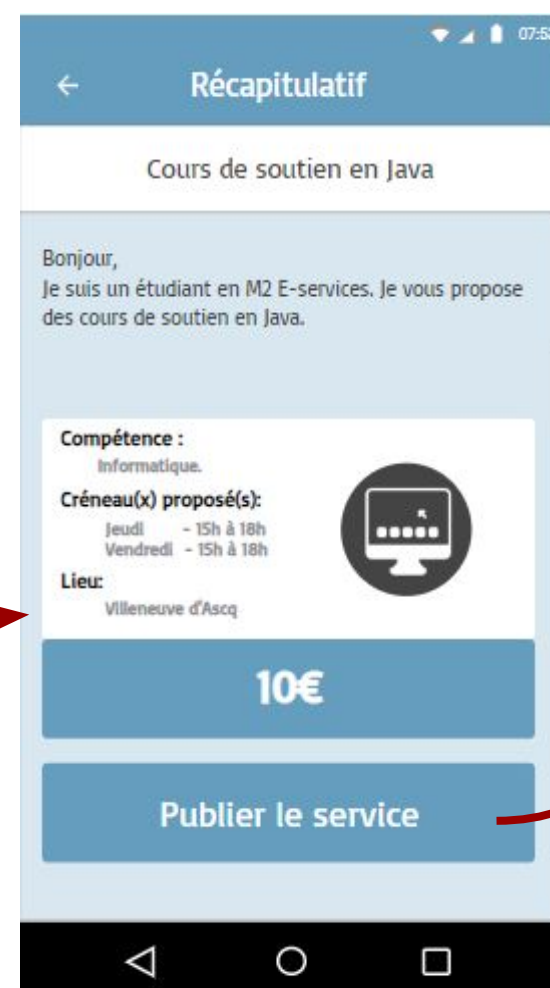 07:5
Récapitulatif
Cours de soutien en Java
Bonjour,
Je suis un étudiant en M2 E-services. Je vous propose
des cours de soutien en Java.
Compétence :
Informatique.
Créneau(x) proposé(s):
Jeudi - 15h à 18h
Vendredi - 15h à 18h
Lieu:
Villeneuve d'Ascq
10€
Publier le service